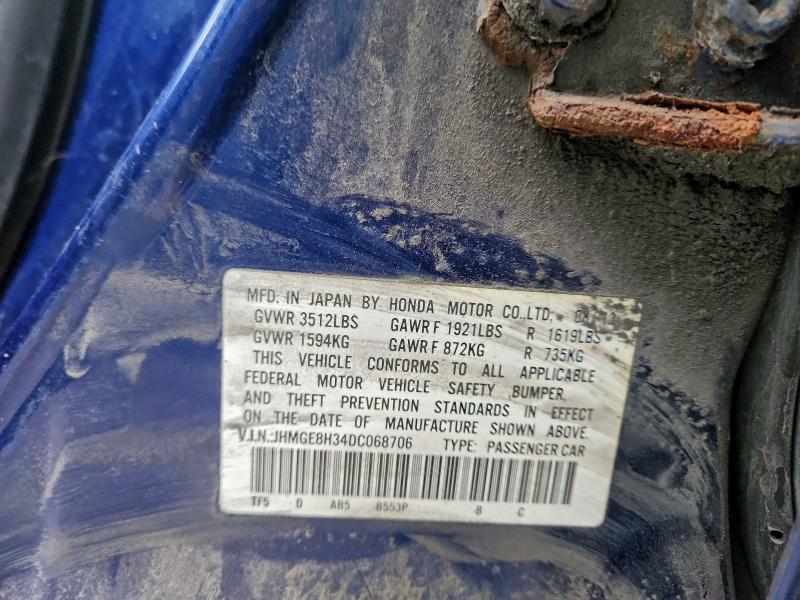 MFD. IN JAPAN BY HONDA MOTOR CO.,LTD.
GVWR 3512LBS GAWR F 1921LBS R 1619LBS
GVWR 1594KG GAWR F 872KG R 735KG
THIS VEHICLE CONFORMS TO ALL APPLICABLE
FEDERAL MOTOR VEHICLE SAFETY ,BUMPER,
AND THEFT PREVENTION STANDARDS IN EFFECT
ON THE DATE OF MANUFACTURE SHOWN ABOVE.
V.I.N.:JHMGE8H34DC068706 TYPE: PASSENGER CAR
TF5 0 AB5 B553P B C